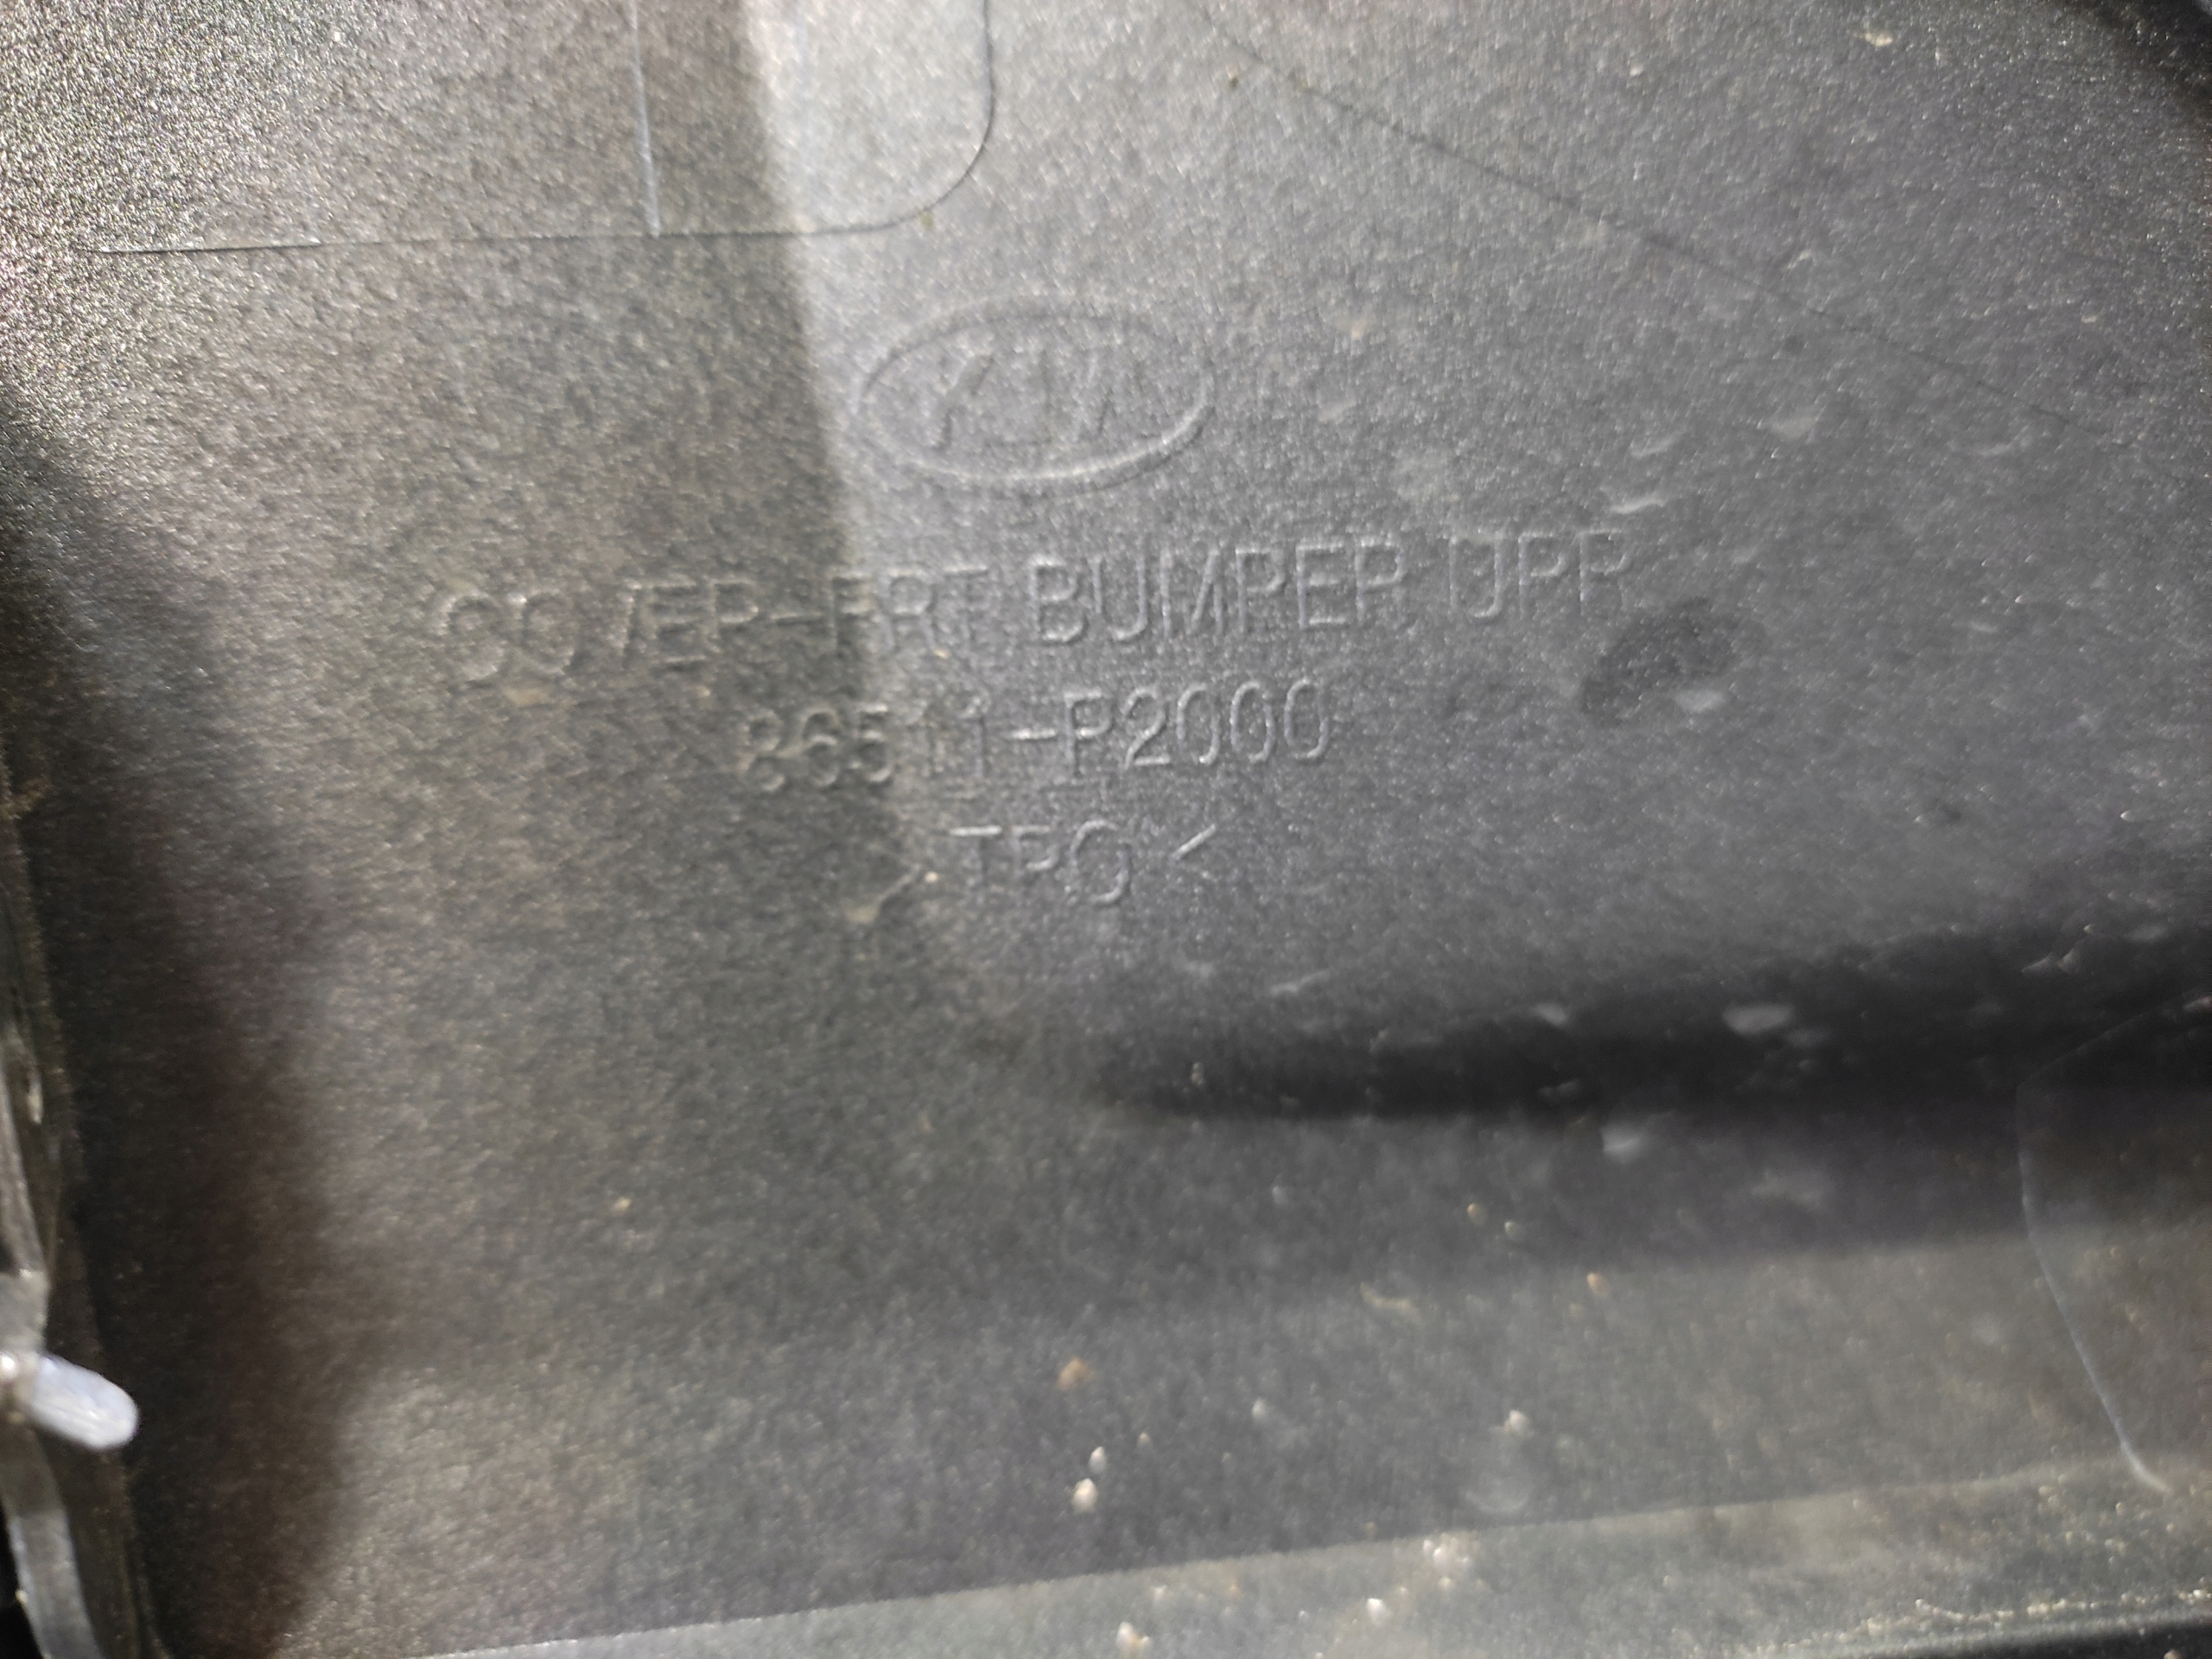 KIA
COVER-FRT BUMPER UPR
86511-P2000
>TPO<